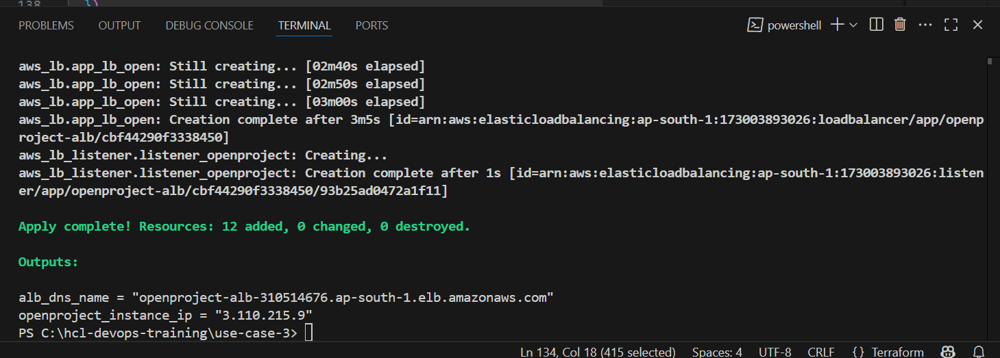 138 })
PROBLEMS OUTPUT DEBUG CONSOLE TERMINAL PORTS powershell
aws_lb.app_lb_open: Still creating... [02m40s elapsed]
aws_lb.app_lb_open: Still creating... [02m50s elapsed]
aws_lb.app_lb_open: Still creating... [03m00s elapsed]
aws_lb.app_lb_open: Creation complete after 3m5s [id=arn:aws:elasticloadbalancing:ap-south-1:173003893026:loadbalancer/app/openp
roject-alb/cbf44290f3338450]
aws_lb_listener.listener_openproject: Creating...
aws_lb_listener.listener_openproject: Creation complete after 1s [id=arn:aws:elasticloadbalancing:ap-south-1:173003893026:listen
er/app/openproject-alb/cbf44290f3338450/93b25ad0472a1f11]
Apply complete! Resources: 12 added, 0 changed, 0 destroyed.
Outputs:
alb_dns_name = "openproject-alb-310514676.ap-south-1.elb.amazonaws.com"
openproject_instance_ip = "3.110.215.9"
PS C:\hcl-devops-training\use-case-3>
Ln 134, Col 18 (415 selected) Spaces: 4 UTF-8 CRLF {} Terraform